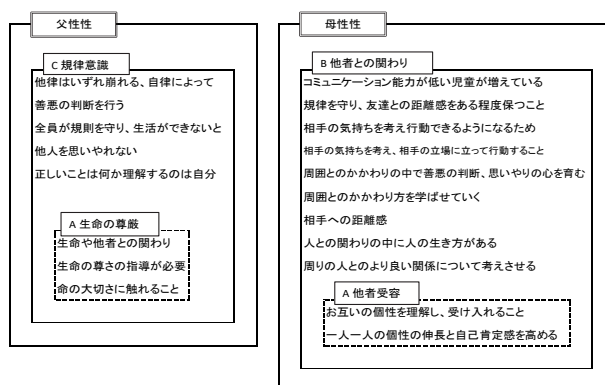 父性性
C 規律意識
他律はいずれ崩れる、自律によって
善悪の判断を行う
全員が規則を守り、生活ができないと
他人を思いやれない
正しいことは何か理解するのは自分
A 生命の尊厳
生命や他者との関わり
生命の尊さの指導が必要
命の大切さに触れること
母性性
B 他者との関わり
コミュニケーション能力が低い児童が増えている
規律を守り、友達との距離感をある程度保つこと
相手の気持ちを考え行動できるようになるため
相手の気持ちを考え、相手の立場に立って行動すること
周囲とのかかわりの中で善悪の判断、思いやりの心を育む
周囲とのかかわり方を学ばせていく
相手への距離感
人との関わりの中に人の生き方がある
周りの人とのより良い関係について考えさせる
A 他者受容
お互いの個性を理解し、受け入れること
一人一人の個性の伸長と自己肯定感を高める